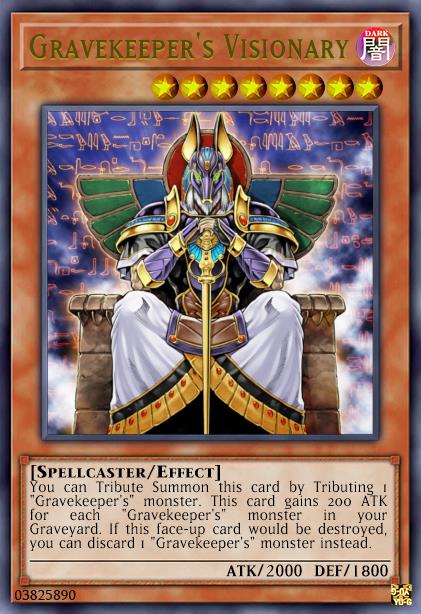 Gravekeeper's Visionary
DARK
闇
[Spellcaster/Effect]
You can Tribute Summon this card by Tributing 1
"Gravekeeper's" monster. This card gains 200 ATK
for each "Gravekeeper's" monster in your
Graveyard. If this face-up card would be destroyed,
you can discard 1 "Gravekeeper's" monster instead.
ATK/2000 DEF/1800
03825890